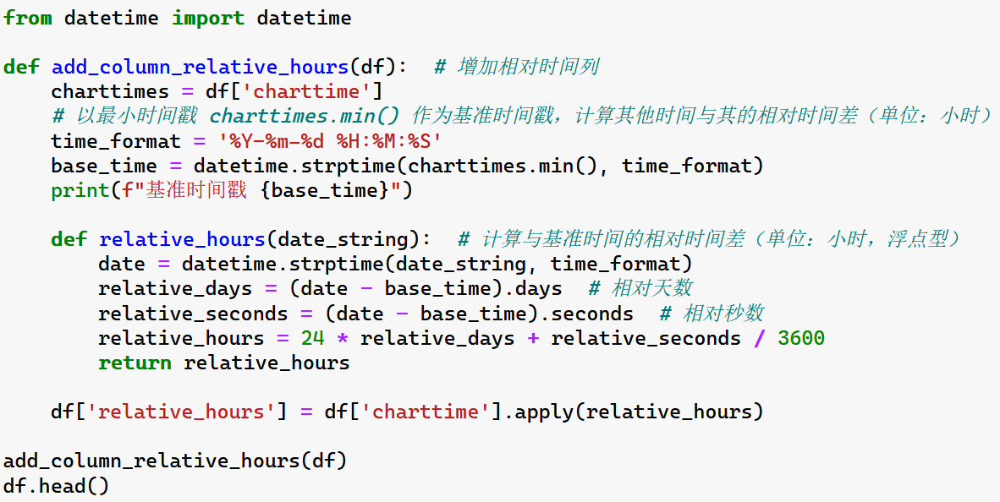 from datetime import datetime

def add_column_relative_hours(df):  # 增加相对时间列
    charttimes = df['charttime']
    # 以最小时间戳 charttimes.min() 作为基准时间戳，计算其他时间与其的相对时间差（单位：小时）
    time_format = '%Y-%m-%d %H:%M:%S'
    base_time = datetime.strptime(charttimes.min(), time_format)
    print(f"基准时间戳 {base_time}")

    def relative_hours(date_string):  # 计算与基准时间的相对时间差（单位：小时，浮点型）
        date = datetime.strptime(date_string, time_format)
        relative_days = (date - base_time).days  # 相对天数
        relative_seconds = (date - base_time).seconds  # 相对秒数
        relative_hours = 24 * relative_days + relative_seconds / 3600
        return relative_hours

    df['relative_hours'] = df['charttime'].apply(relative_hours)

add_column_relative_hours(df)
df.head()